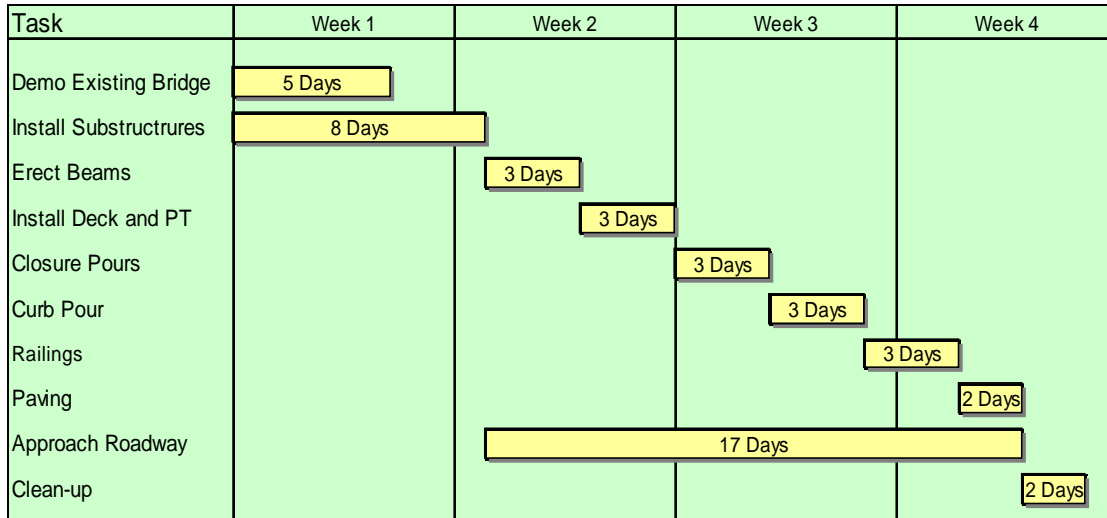 Task Week 1 Week 2 Week 3 Week 4
Demo Existing Bridge 5 Days
Install Substructrures 8 Days
Erect Beams 3 Days
Install Deck and PT 3 Days
Closure Pours 3 Days
Curb Pour 3 Days
Railings 3 Days
Paving 2 Days
Approach Roadway 17 Days
Clean-up 2 Days